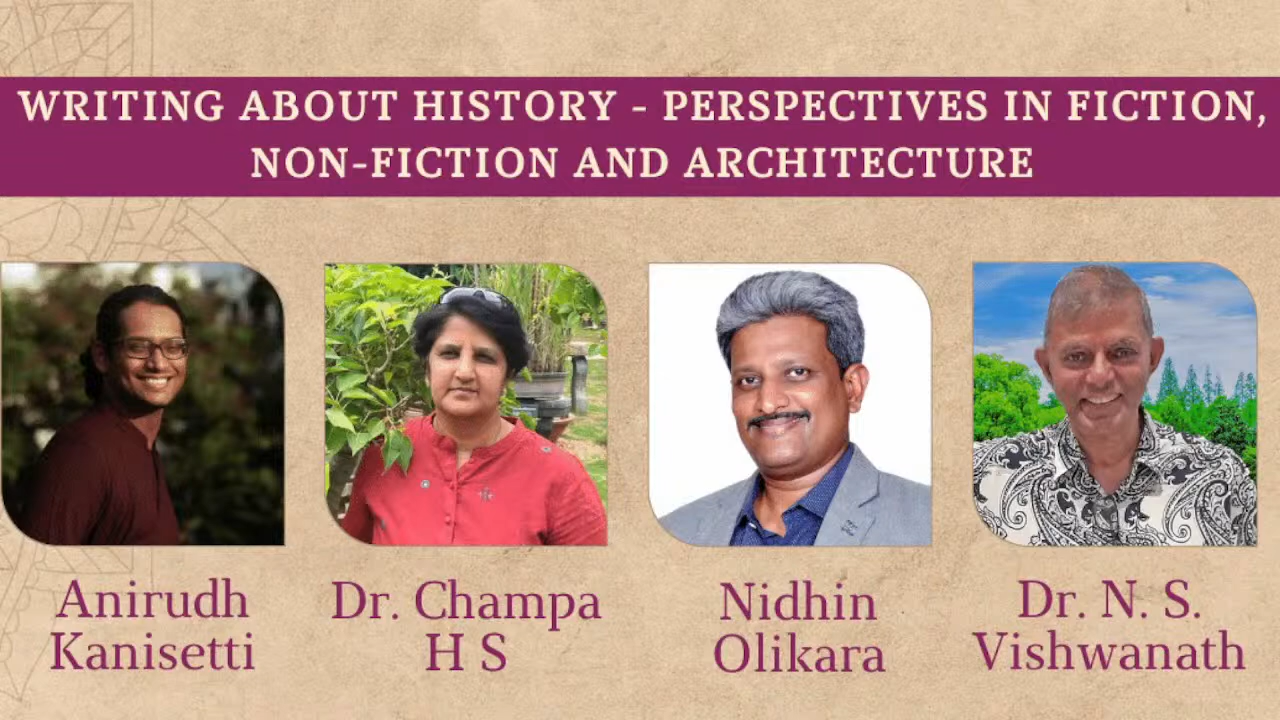 WRITING ABOUT HISTORY - PERSPECTIVES IN FICTION,
NON-FICTION AND ARCHITECTURE
Anirudh
Kanisetti
Dr. Champa
H S
Nidhin
Olikara
Dr. N. S.
Vishwanath